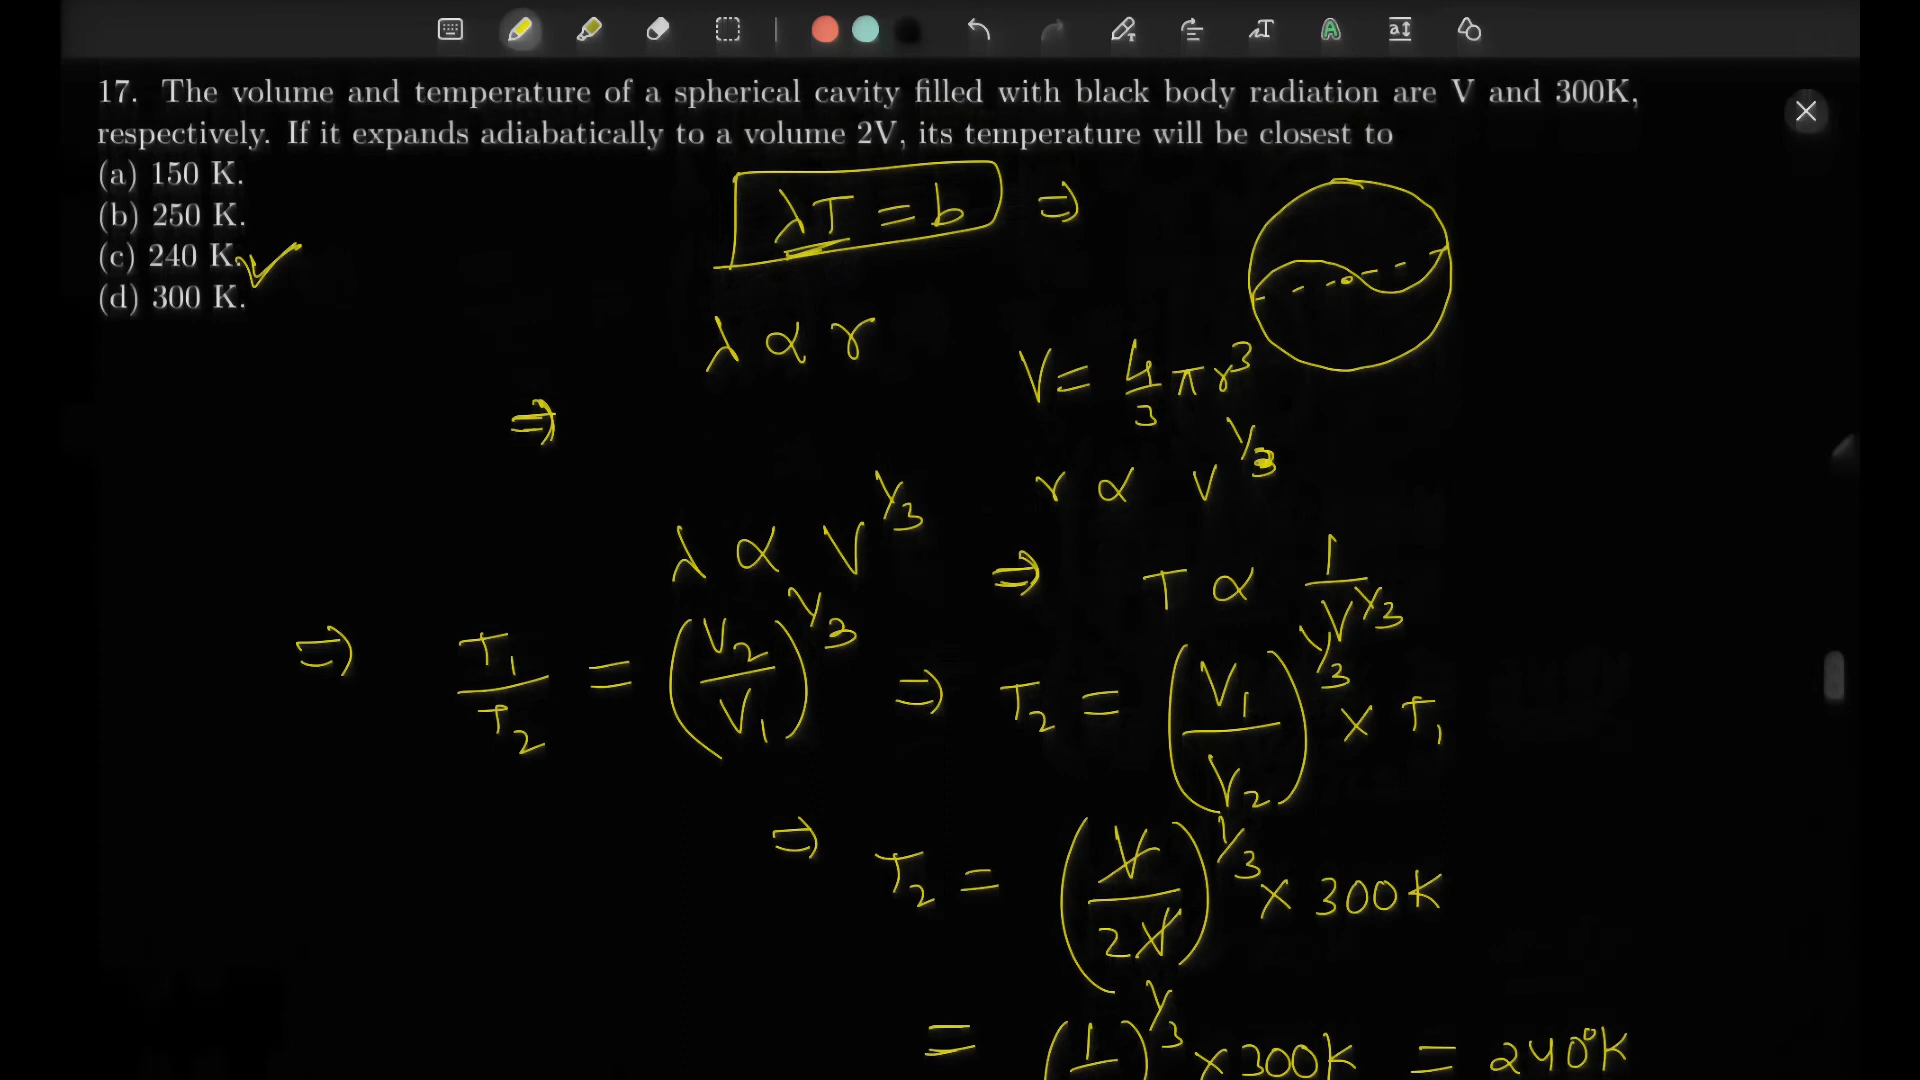 17. The volume and temperature of a spherical cavity filled with black body radiation are V and 300K,
respectively. If it expands adiabatically to a volume 2V, its temperature will be closest to
(a) 150 K.
(b) 250 K.
(c) 240 K. ✓
(d) 300 K.
λT = b ⇒
λ ∝ r
V = 4/3 π r³
⇒
r ∝ V^1/3
λ ∝ V^1/3 ⇒ T ∝ 1/V^1/3
⇒ T₁/T₂ = (V₂/V₁)^1/3 ⇒ T₂ = (V₁/V₂)^1/3 × T₁
⇒ T₂ = (V/2V)^1/3 × 300K
= (1/ )^1/3 × 300K = 240°K